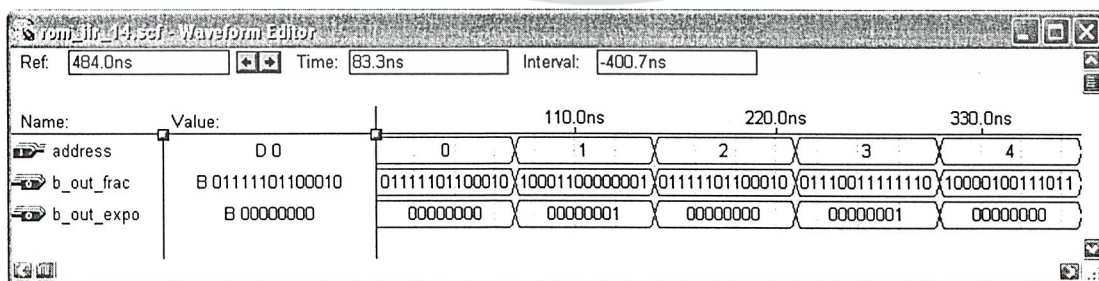 rom_iir_14.scf - Waveform Editor
Ref: 484.0ns Time: 83.3ns Interval: -400.7ns
Name: Value: 110.0ns 220.0ns 330.0ns
address D 0 0 1 2 3 4
b_out_frac B 01111101100010 01111101100010 10001100000001 01111101100010 01110011111110 10000100111011
b_out_expo B 00000000 00000000 00000001 00000000 00000001 00000000